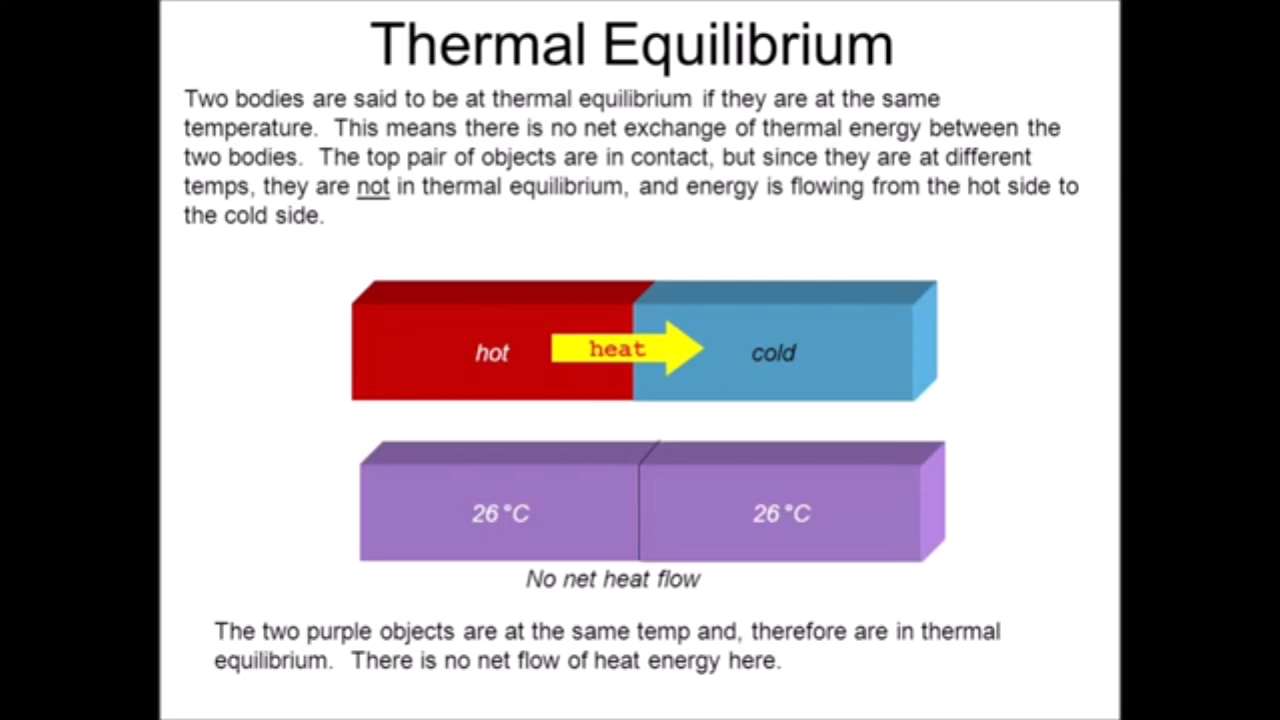 Thermal Equilibrium
Two bodies are said to be at thermal equilibrium if they are at the same
temperature.  This means there is no net exchange of thermal energy between the
two bodies.  The top pair of objects are in contact, but since they are at different
temps, they are not in thermal equilibrium, and energy is flowing from the hot side to
the cold side.
hot
heat
cold
26 °C
26 °C
No net heat flow
The two purple objects are at the same temp and, therefore are in thermal
equilibrium.  There is no net flow of heat energy here.